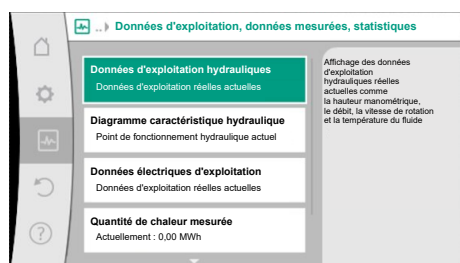 Données d'exploitation, données mesurées, statistiques
Données d'exploitation hydrauliques
Données d'exploitation réelles actuelles
Diagramme caractéristique hydraulique
Point de fonctionnement hydraulique actuel
Données électriques d'exploitation
Données d'exploitation réelles actuelles
Quantité de chaleur mesurée
Actuellement : 0,00 MWh
Affichage des données
d'exploitation
hydrauliques réelles
actuelles comme
la hauteur manométrique,
le débit, la vitesse de rotation
et la température du fluide